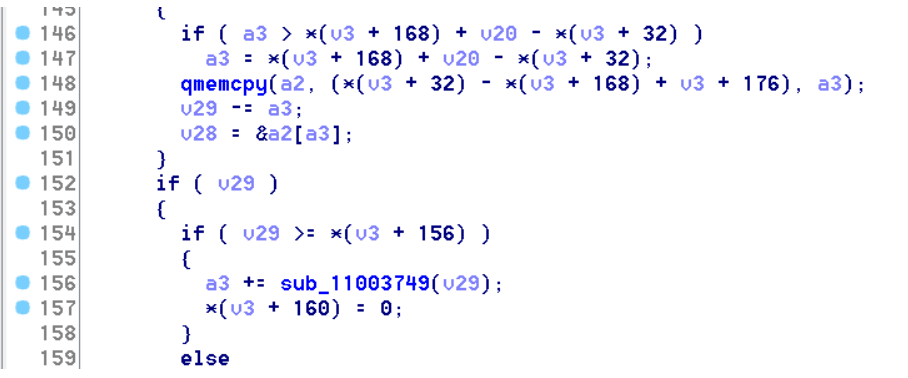 145 {
146 if ( a3 > *(v3 + 168) + v20 - *(v3 + 32) )
147 a3 = *(v3 + 168) + v20 - *(v3 + 32);
148 qmemcpy(a2, (*(v3 + 32) - *(v3 + 168) + v3 + 176), a3);
149 v29 -= a3;
150 v28 = &a2[a3];
151 }
152 if ( v29 )
153 {
154 if ( v29 >= *(v3 + 156) )
155 {
156 a3 += sub_11003749(v29);
157 *(v3 + 160) = 0;
158 }
159 else